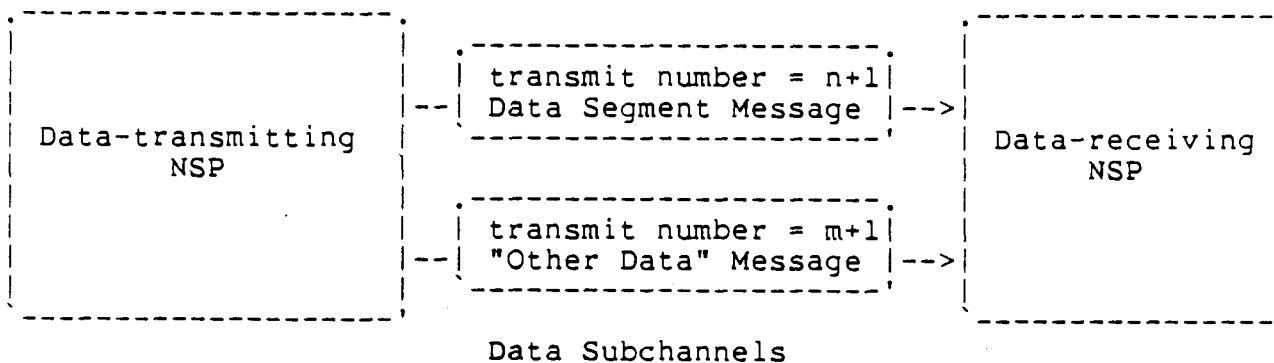 transmit number = n+1
Data Segment Message
Data-transmitting
NSP
Data-receiving
NSP
transmit number = m+1
"Other Data" Message
Data Subchannels